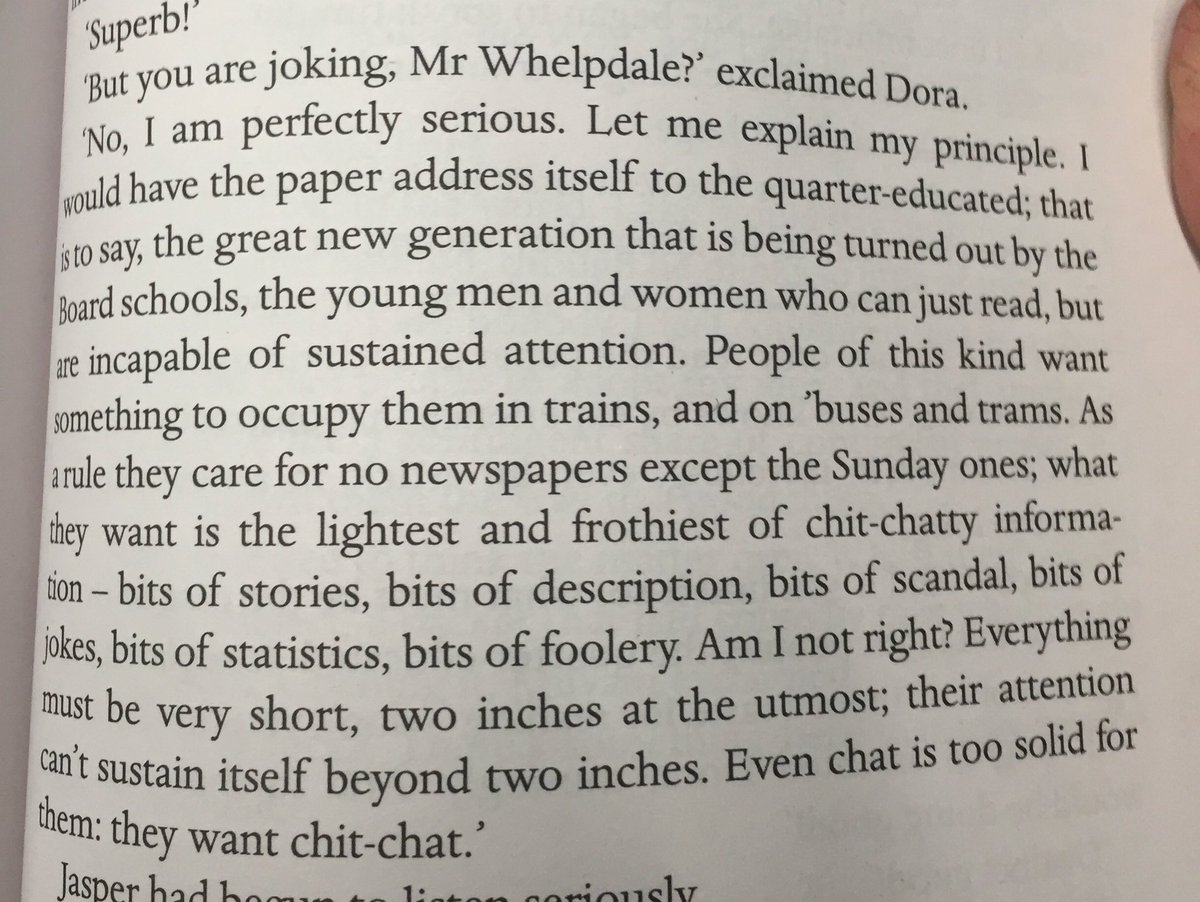 ‘Superb!’
‘But you are joking, Mr Whelpdale?’ exclaimed Dora.
‘No, I am perfectly serious. Let me explain my principle. I
would have the paper address itself to the quarter-educated; that
is to say, the great new generation that is being turned out by the
Board schools, the young men and women who can just read, but
are incapable of sustained attention. People of this kind want
something to occupy them in trains, and on ’buses and trams. As
a rule they care for no newspapers except the Sunday ones; what
they want is the lightest and frothiest of chit-chatty informa-
tion – bits of stories, bits of description, bits of scandal, bits of
jokes, bits of statistics, bits of foolery. Am I not right? Everything
must be very short, two inches at the utmost; their attention
can’t sustain itself beyond two inches. Even chat is too solid for
them: they want chit-chat.’
Jasper had begun to listen seriously